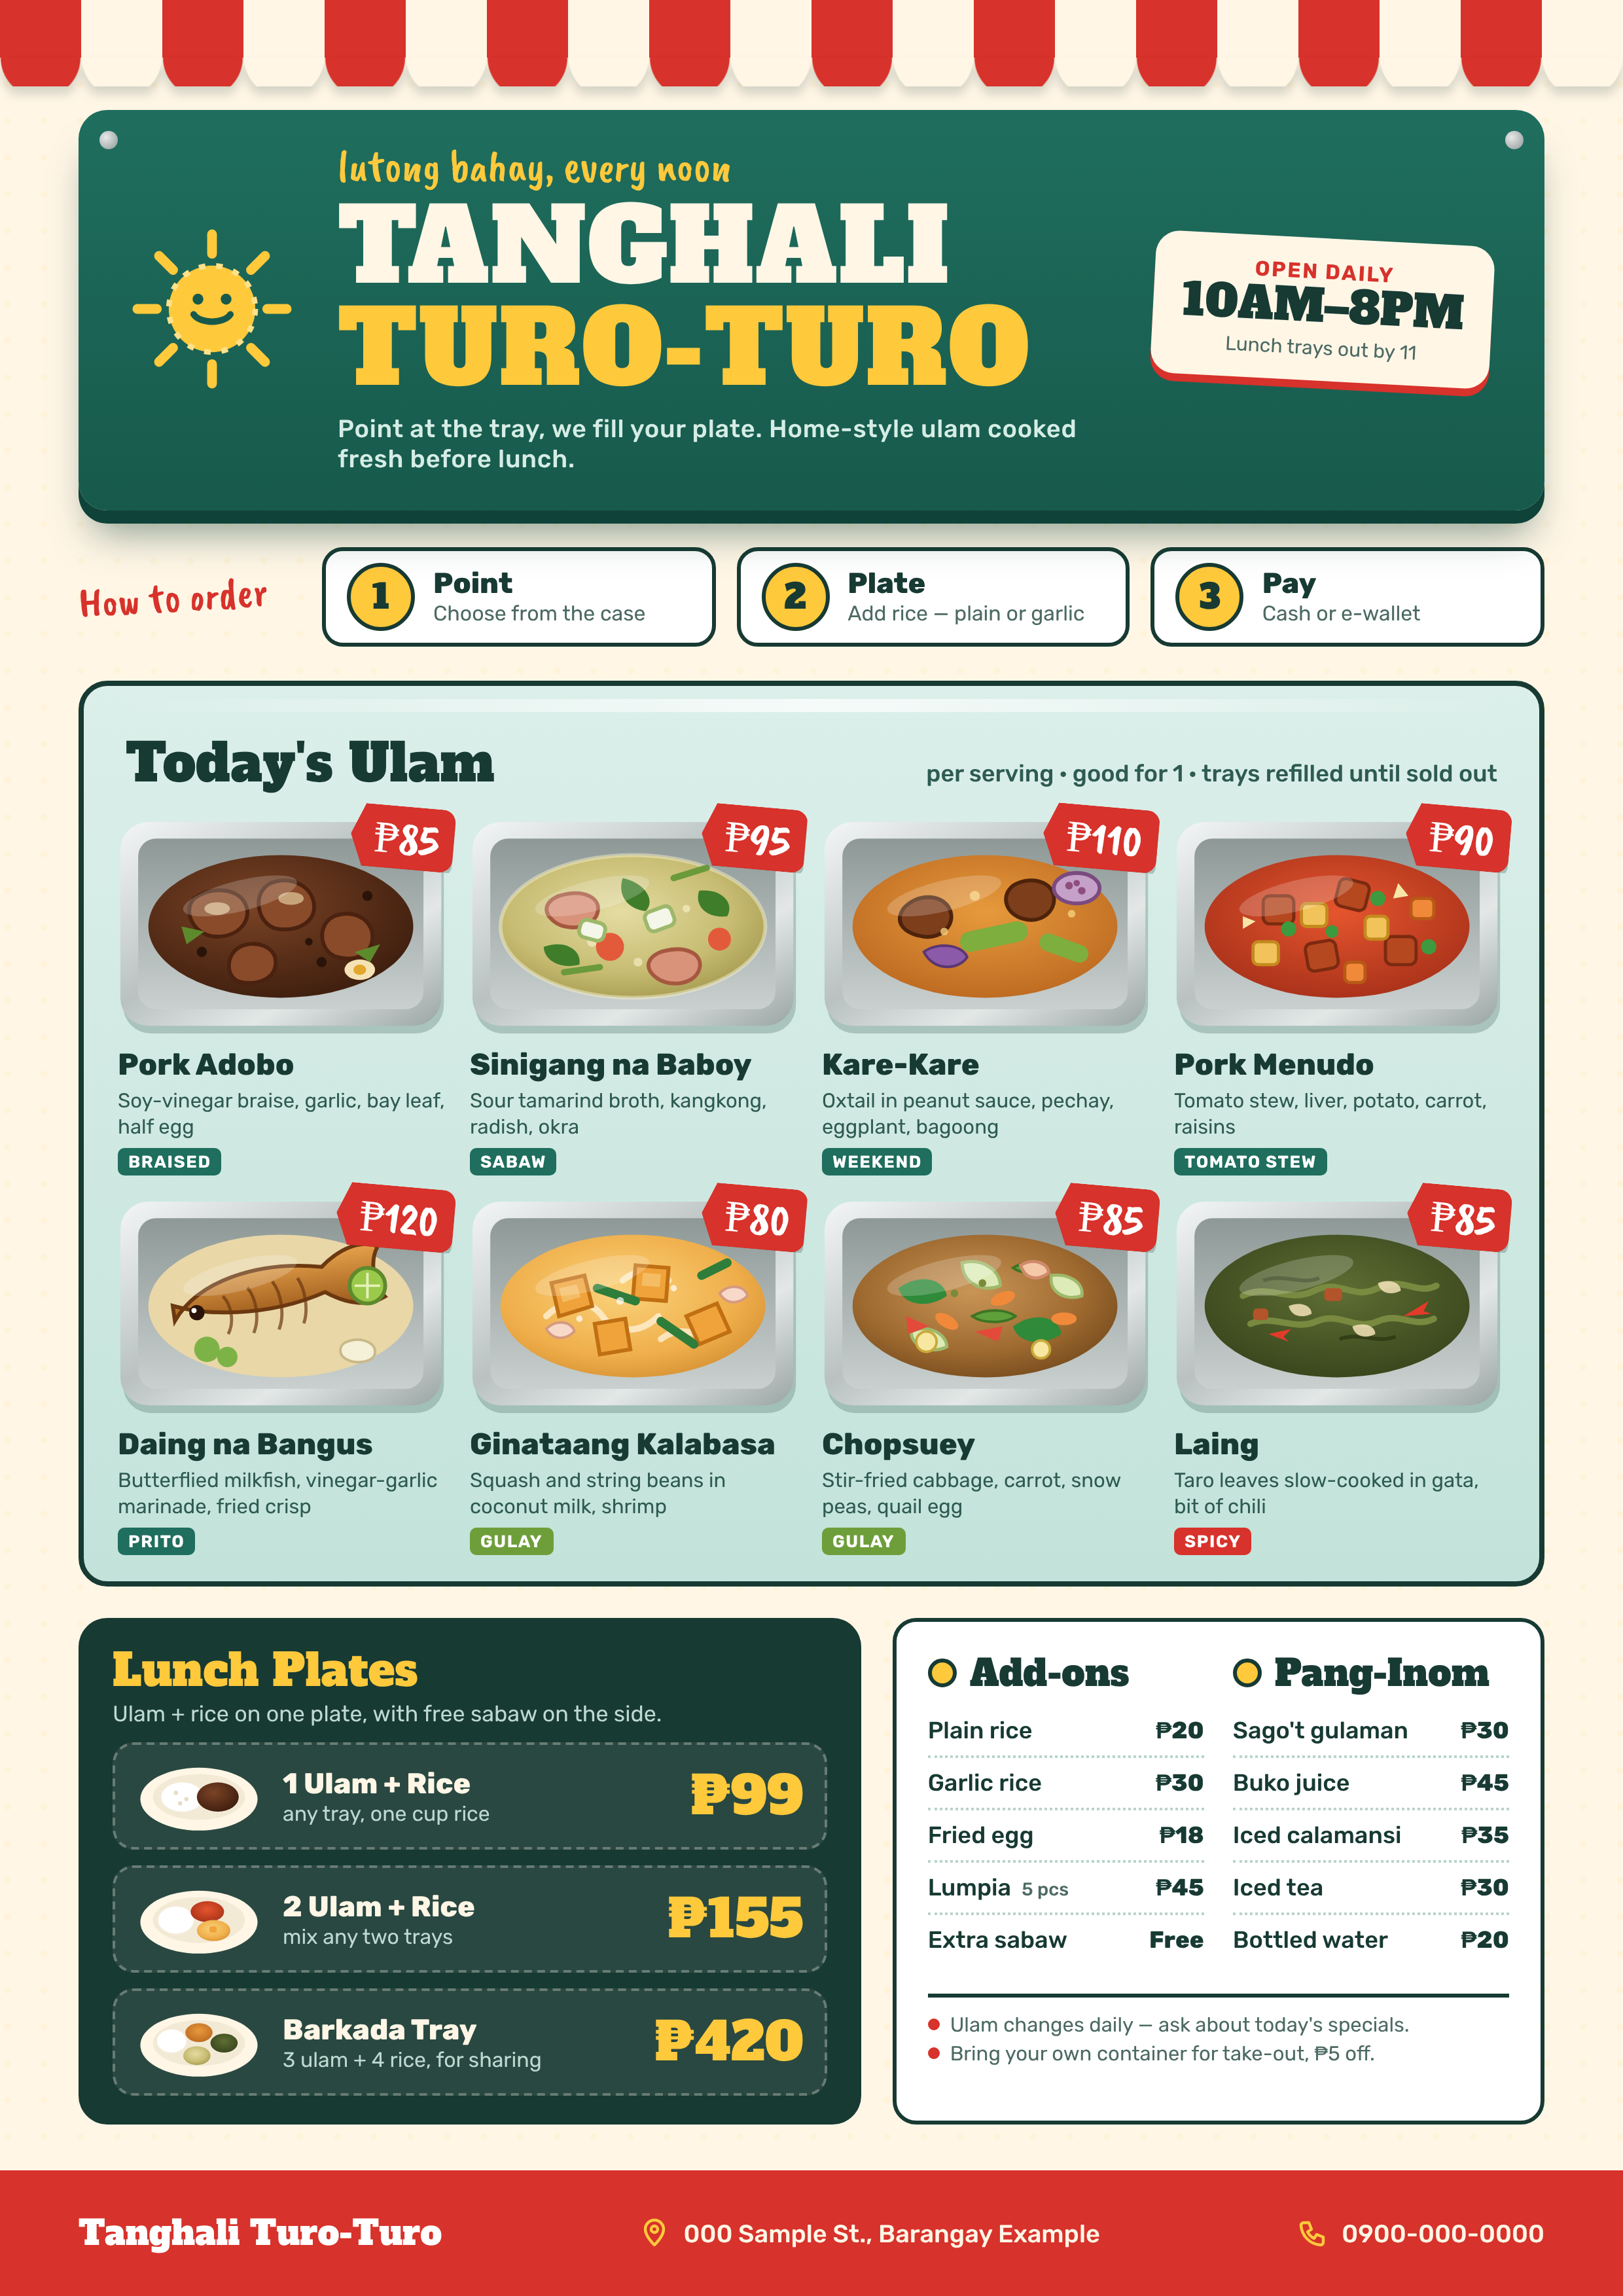 lutong bahay, every noon
TANGHALI
TURO-TURO
Point at the tray, we fill your plate. Home-style ulam cooked
fresh before lunch.
OPEN DAILY
10AM–8PM
Lunch trays out by 11
How to order
1
Point
Choose from the case
2
Plate
Add rice — plain or garlic
3
Pay
Cash or e-wallet
Today's Ulam
per serving • good for 1 • trays refilled until sold out
₱85
Pork Adobo
Soy-vinegar braise, garlic, bay leaf,
half egg
BRAISED
₱95
Sinigang na Baboy
Sour tamarind broth, kangkong,
radish, okra
SABAW
₱110
Kare-Kare
Oxtail in peanut sauce, pechay,
eggplant, bagoong
WEEKEND
₱90
Pork Menudo
Tomato stew, liver, potato, carrot,
raisins
TOMATO STEW
₱120
Daing na Bangus
Butterflied milkfish, vinegar-garlic
marinade, fried crisp
PRITO
₱80
Ginataang Kalabasa
Squash and string beans in
coconut milk, shrimp
GULAY
₱85
Chopsuey
Stir-fried cabbage, carrot, snow
peas, quail egg
GULAY
₱85
Laing
Taro leaves slow-cooked in gata,
bit of chili
SPICY
Lunch Plates
Ulam + rice on one plate, with free sabaw on the side.
1 Ulam + Rice
any tray, one cup rice
₱99
2 Ulam + Rice
mix any two trays
₱155
Barkada Tray
3 ulam + 4 rice, for sharing
₱420
Add-ons
Plain rice ₱20
Garlic rice ₱30
Fried egg ₱18
Lumpia 5 pcs ₱45
Extra sabaw Free
Pang-Inom
Sago't gulaman ₱30
Buko juice ₱45
Iced calamansi ₱35
Iced tea ₱30
Bottled water ₱20
Ulam changes daily — ask about today's specials.
Bring your own container for take-out, ₱5 off.
Tanghali Turo-Turo
000 Sample St., Barangay Example
0900-000-0000